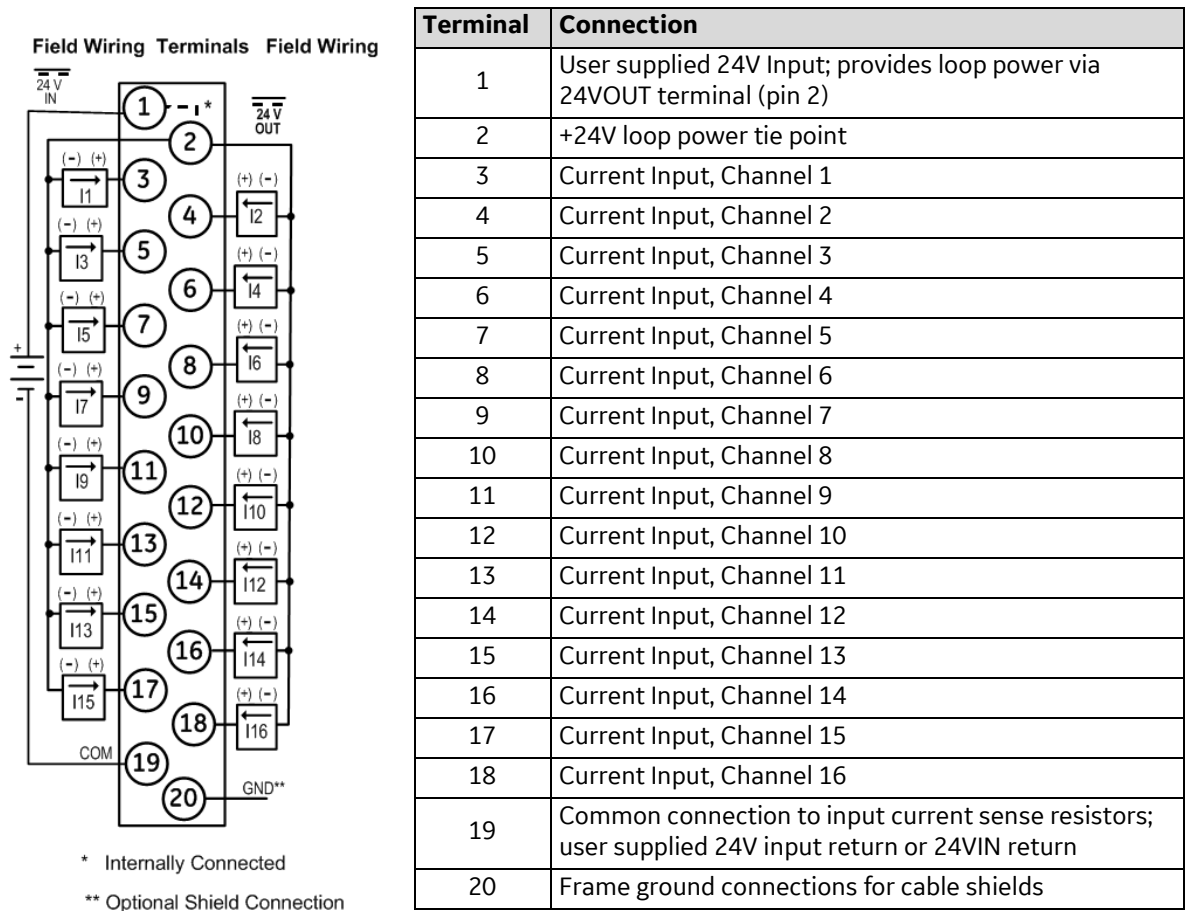 Field Wiring Terminals Field Wiring
24 V
IN
1
*
24 V
OUT
2
(-) (+)
I1
3
(+) (-)
4
I2
(-) (+)
I3
5
(+) (-)
6
I4
(-) (+)
I5
7
(+) (-)
8
I6
+
-
(-) (+)
I7
9
(+) (-)
10
I8
(-) (+)
I9
11
(+) (-)
12
I10
(-) (+)
I11
13
(+) (-)
14
I12
(-) (+)
I13
15
(+) (-)
16
I14
(-) (+)
I15
17
(+) (-)
18
I16
COM
19
20
GND**
* Internally Connected
** Optional Shield Connection
Terminal Connection
1 User supplied 24V Input; provides loop power via
24VOUT terminal (pin 2)
2 +24V loop power tie point
3 Current Input, Channel 1
4 Current Input, Channel 2
5 Current Input, Channel 3
6 Current Input, Channel 4
7 Current Input, Channel 5
8 Current Input, Channel 6
9 Current Input, Channel 7
10 Current Input, Channel 8
11 Current Input, Channel 9
12 Current Input, Channel 10
13 Current Input, Channel 11
14 Current Input, Channel 12
15 Current Input, Channel 13
16 Current Input, Channel 14
17 Current Input, Channel 15
18 Current Input, Channel 16
19 Common connection to input current sense resistors;
user supplied 24V input return or 24VIN return
20 Frame ground connections for cable shields